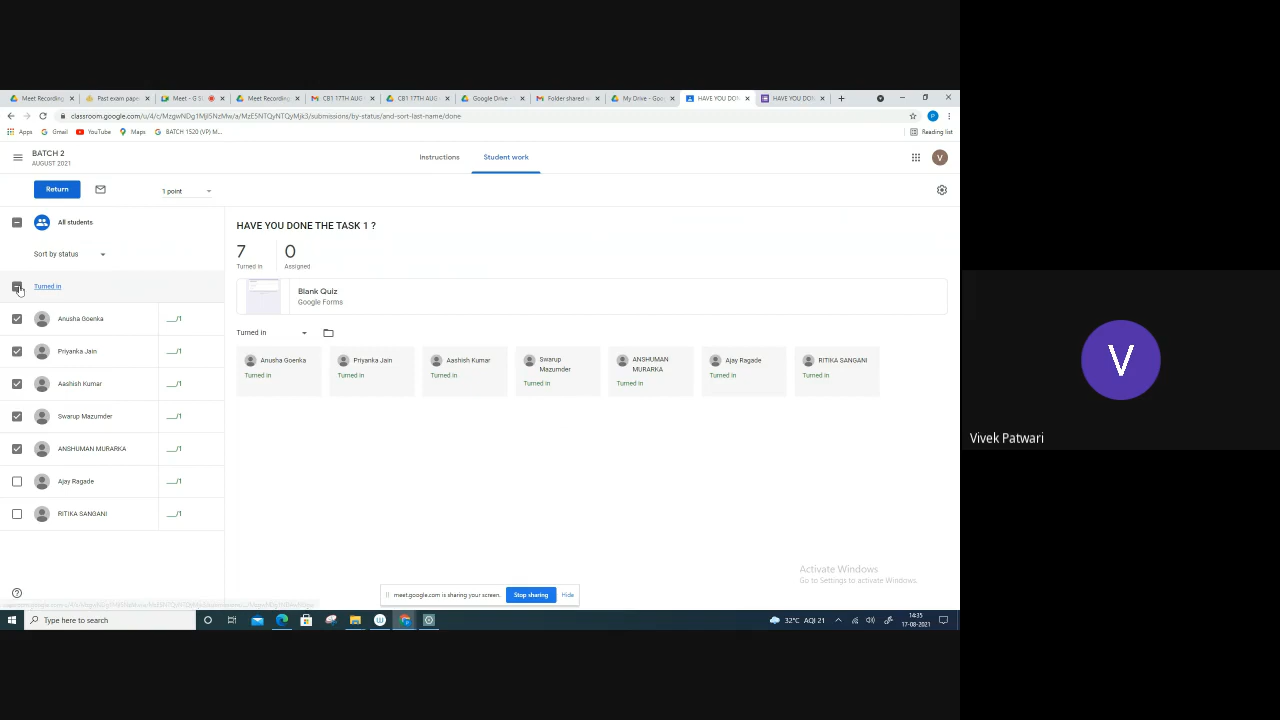 Meet Recording
Past exam pape
Meet - G S
Meet Recording
CB1 17TH AUG
CB1 17TH AUG
Google Drive -
Folder shared
My Drive - Goo
HAVE YOU DON
HAVE YOU DO
classroom.google.com/u/4/c/MzgwNDg1MjI5NzMw/a/MzE5NTQyNTQyMjk3/submissions/by-status/and-sort-last-name/done
Apps
Gmail
YouTube
Maps
BATCH 1520 (VP) M...
Reading list
BATCH 2
AUGUST 2021
Instructions
Student work
V
Return
1 point
All students
Sort by status
Turned in
Anusha Goenka
__/1
Priyanka Jain
__/1
Aashish Kumar
__/1
Swarup Mazumder
__/1
ANSHUMAN MURARKA
__/1
Ajay Ragade
__/1
RITIKA SANGANI
__/1
HAVE YOU DONE THE TASK 1 ?
7
Turned in
0
Assigned
Blank Quiz
Google Forms
Turned in
Anusha Goenka
Turned in
Priyanka Jain
Turned in
Aashish Kumar
Turned in
Swarup
Mazumder
Turned in
ANSHUMAN
MURARKA
Turned in
Ajay Ragade
Turned in
RITIKA SANGANI
Turned in
Activate Windows
Go to Settings to activate Windows.
meet.google.com is sharing your screen.
Stop sharing
Hide
Type here to search
32°C AQI 21
14:35
17-08-2021
V
Vivek Patwari